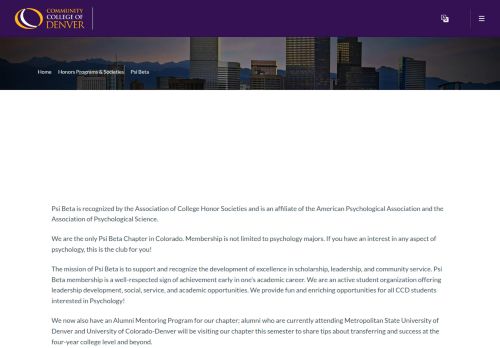 COMMUNITY
COLLEGE OF
DENVER
Home Honors Programs & Societies Psi Beta
Psi Beta is recognized by the Association of College Honor Societies and is an affiliate of the American Psychological Association and the
Association of Psychological Science.
We are the only Psi Beta Chapter in Colorado. Membership is not limited to psychology majors. If you have an interest in any aspect of
psychology, this is the club for you!
The mission of Psi Beta is to support and recognize the development of excellence in scholarship, leadership, and community service. Psi
Beta membership is a well-respected sign of achievement early in one's academic career. We are an active student organization offering
leadership development, social, service, and academic opportunities. We provide fun and enriching opportunities for all CCD students
interested in Psychology!
We now also have an Alumni Mentoring Program for our chapter; alumni who are currently attending Metropolitan State University of
Denver and University of Colorado-Denver will be visiting our chapter this semester to share tips about transferring and success at the
four-year college level and beyond.